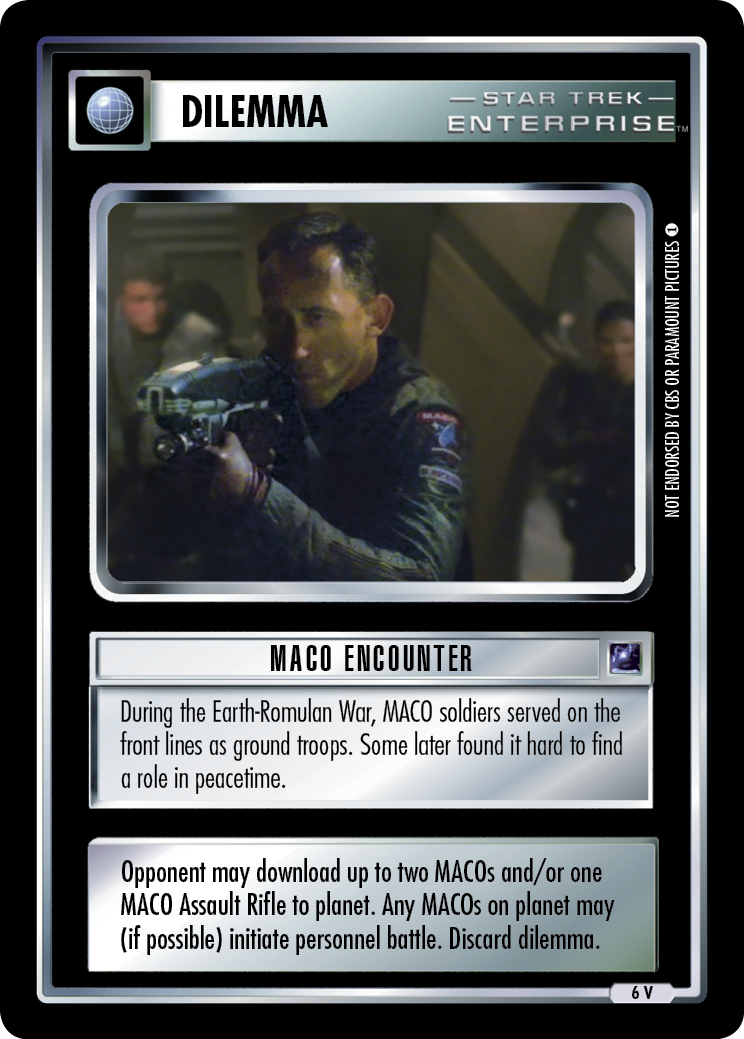 DILEMMA
STAR TREK
ENTERPRISE™
NOT ENDORSED BY CBS OR PARAMOUNT PICTURES 1
MACO
MACO ENCOUNTER
During the Earth-Romulan War, MACO soldiers served on the
front lines as ground troops. Some later found it hard to find
a role in peacetime.
Opponent may download up to two MACOs and/or one
MACO Assault Rifle to planet. Any MACOs on planet may
(if possible) initiate personnel battle. Discard dilemma.
6 V